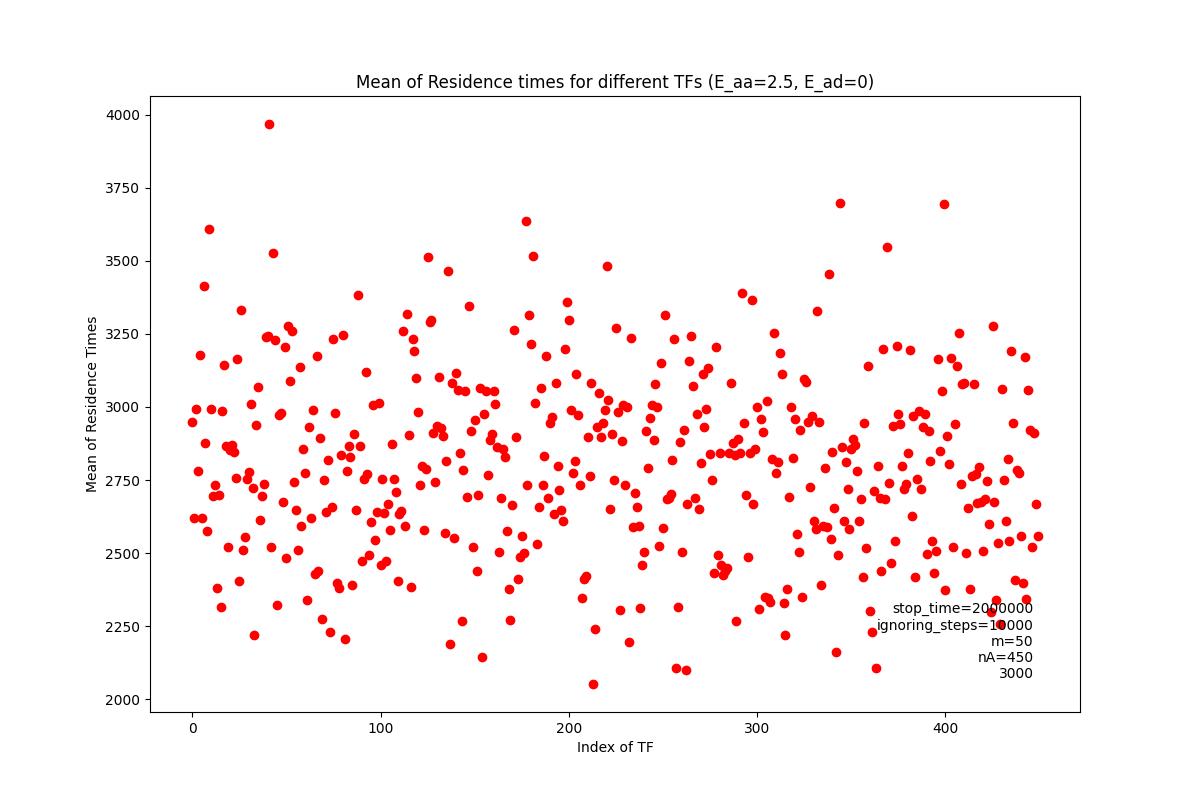 Mean of Residence times for different TFs (E_aa=2.5, E_ad=0)
Mean of Residence Times
4000
3750
3500
3250
3000
2750
2500
2250
2000
stop_time=2000000
ignoring_steps=10000
m=50
nA=450
3000
0 100 200 300 400
Index of TF